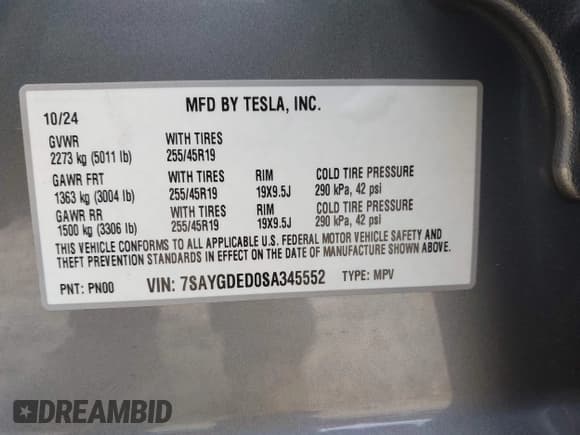 MFD BY TESLA, INC.
10/24
GVWR WITH TIRES
2273 kg (5011 lb) 255/45R19
GAWR FRT WITH TIRES RIM COLD TIRE PRESSURE
1363 kg (3004 lb) 255/45R19 19X9.5J 290 kPa, 42 psi
GAWR RR WITH TIRES RIM COLD TIRE PRESSURE
1500 kg (3306 lb) 255/45R19 19X9.5J 290 kPa, 42 psi
THIS VEHICLE CONFORMS TO ALL APPLICABLE U.S. FEDERAL MOTOR VEHICLE SAFETY AND
THEFT PREVENTION STANDARDS IN EFFECT ON THE DATE OF MANUFACTURE SHOWN ABOVE.
PNT: PN00 VIN: 7SAYGDED0SA345552 TYPE: MPV
DREAMBID